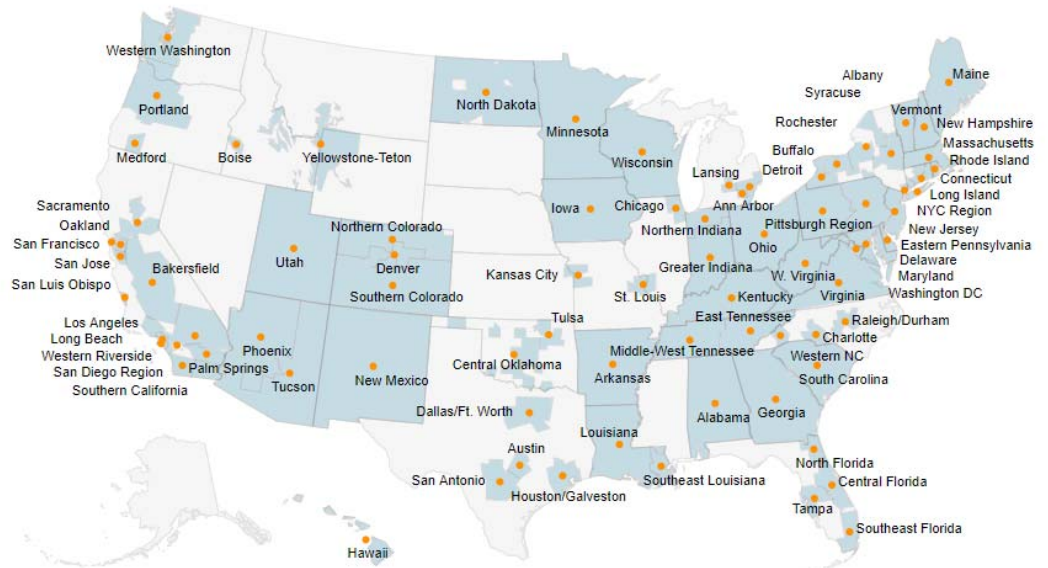 Western Washington
Portland
Medford
Boise
Yellowstone-Teton
North Dakota
Minnesota
Wisconsin
Iowa
Chicago
Lansing
Ann Arbor
Detroit
Buffalo
Rochester
Syracuse
Albany
Maine
Vermont
New Hampshire
Massachusetts
Rhode Island
Connecticut
Long Island
NYC Region
New Jersey
Eastern Pennsylvania
Delaware
Maryland
Washington DC
Pittsburgh Region
Northern Indiana
Ohio
Greater Indiana
W. Virginia
Virginia
Kentucky
East Tennessee
Raleigh/Durham
Charlotte
Western NC
South Carolina
Middle-West Tennessee
Sacramento
Oakland
San Francisco
San Jose
San Luis Obispo
Bakersfield
Los Angeles
Long Beach
Western Riverside
San Diego Region
Southern California
Palm Springs
Utah
Northern Colorado
Denver
Southern Colorado
Kansas City
St. Louis
Tulsa
Central Oklahoma
Phoenix
Tucson
New Mexico
Arkansas
Dallas/Ft. Worth
Louisiana
Alabama
Georgia
Austin
San Antonio
Houston/Galveston
Southeast Louisiana
North Florida
Central Florida
Tampa
Southeast Florida
Hawaii